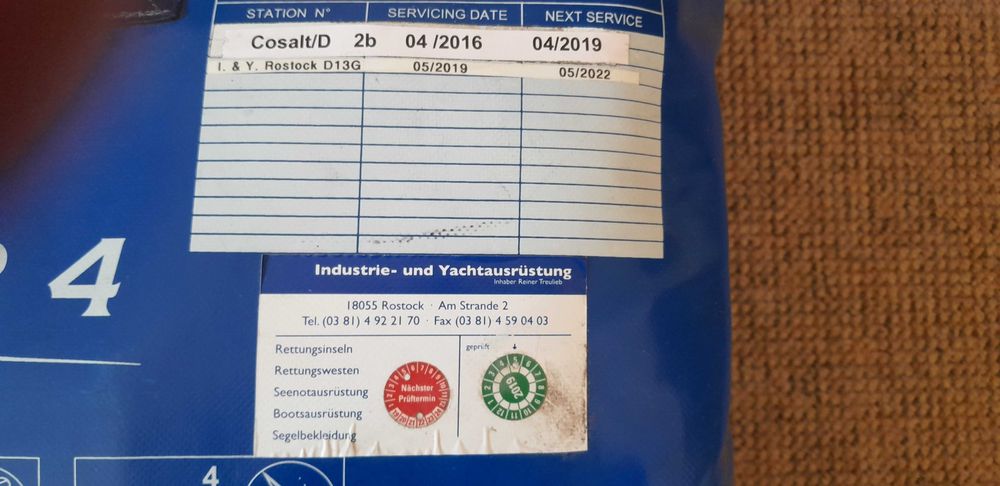 STATION N° SERVICING DATE NEXT SERVICE
Cosalt/D 2b 04 /2016 04/2019
I. & Y. Rostock D13G 05/2019 05/2022
4
Industrie- und Yachtausrüstung
Inhaber Reiner Treulieb
18055 Rostock · Am Strande 2
Tel. (03 81) 4 92 21 70 · Fax (03 81) 4 59 04 03
Rettungsinseln
Rettungswesten
Seenotausrüstung
Bootsausrüstung
Segelbekleidung
Nächster
Prüftermin
geprüft
2019
4